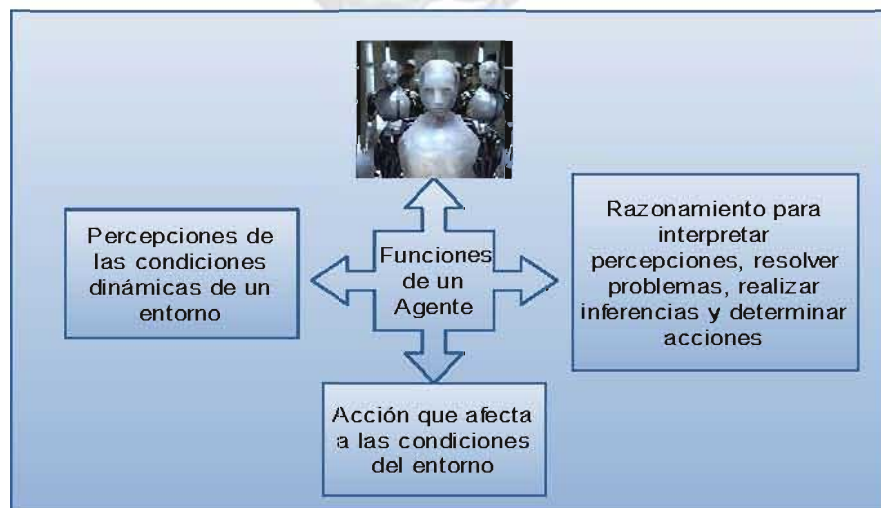 Percepciones de
las condiciones
dinámicas de un
entorno
Funciones
de un
Agente
Razonamiento para
interpretar
percepciones, resolver
problemas, realizar
inferencias y determinar
acciones
Acción que afecta
a las condiciones
del entorno